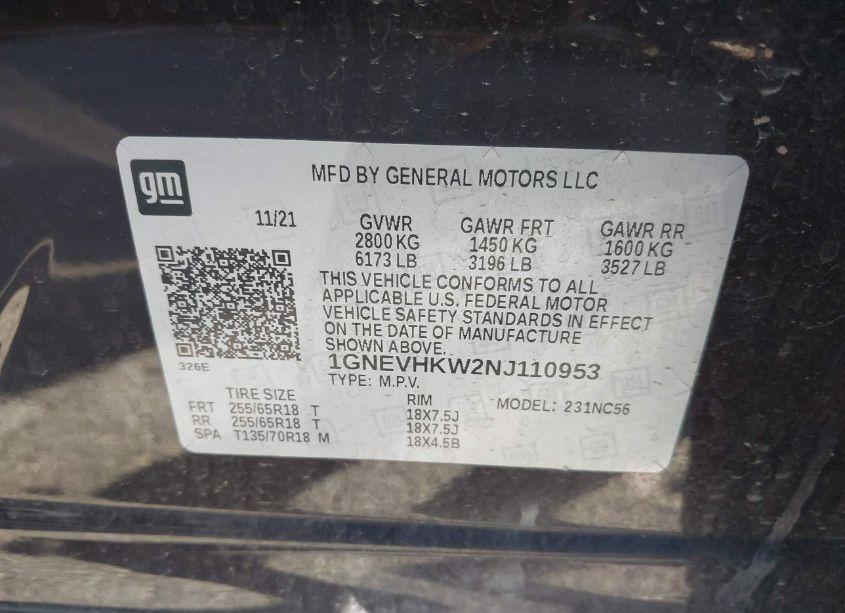 gm
MFD BY GENERAL MOTORS LLC
11/21 GVWR GAWR FRT GAWR RR
2800 KG 1450 KG 1600 KG
6173 LB 3196 LB 3527 LB
THIS VEHICLE CONFORMS TO ALL
APPLICABLE U.S. FEDERAL MOTOR
VEHICLE SAFETY STANDARDS IN EFFECT
ON THE DATE OF MANUFACTURE
SHOWN ABOVE.
326E
1GNEVHKW2NJ110953
TYPE: M.P.V.
TIRE SIZE RIM MODEL: 231NC56
FRT 255/65R18 T 18X7.5J
RR 255/65R18 T 18X7.5J
SPA T135/70R18 M 18X4.5B